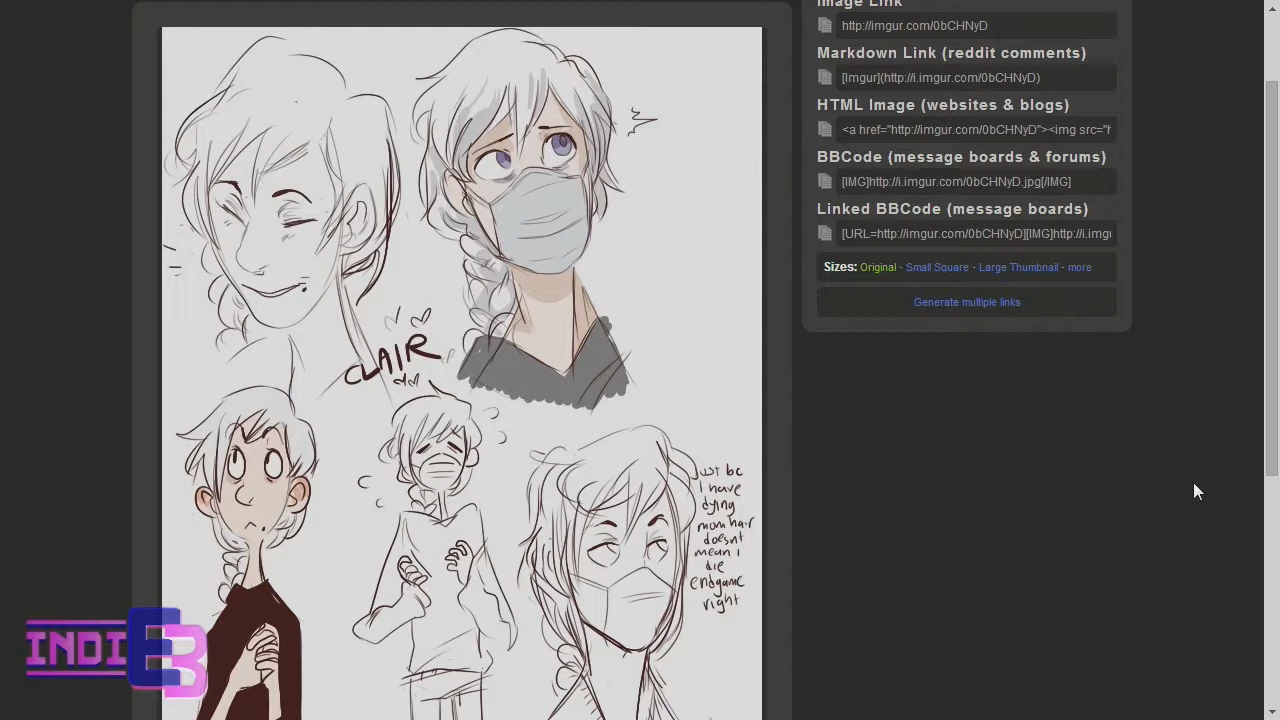 Image Link
http://imgur.com/0bCHNyD
Markdown Link (reddit comments)
[Imgur](http://i.imgur.com/0bCHNyD)
HTML Image (websites & blogs)
<a href="http://imgur.com/0bCHNyD"><img src="h
BBCode (message boards & forums)
[IMG]http://i.imgur.com/0bCHNyD.jpg[/IMG]
Linked BBCode (message boards)
[URL=http://imgur.com/0bCHNyD][IMG]http://i.imgu
Sizes: Original - Small Square - Large Thumbnail - more
Generate multiple links
CLAIR
just bc
I have
dying
mom hair
doesnt
mean I
die
endgame
right
INDIE3